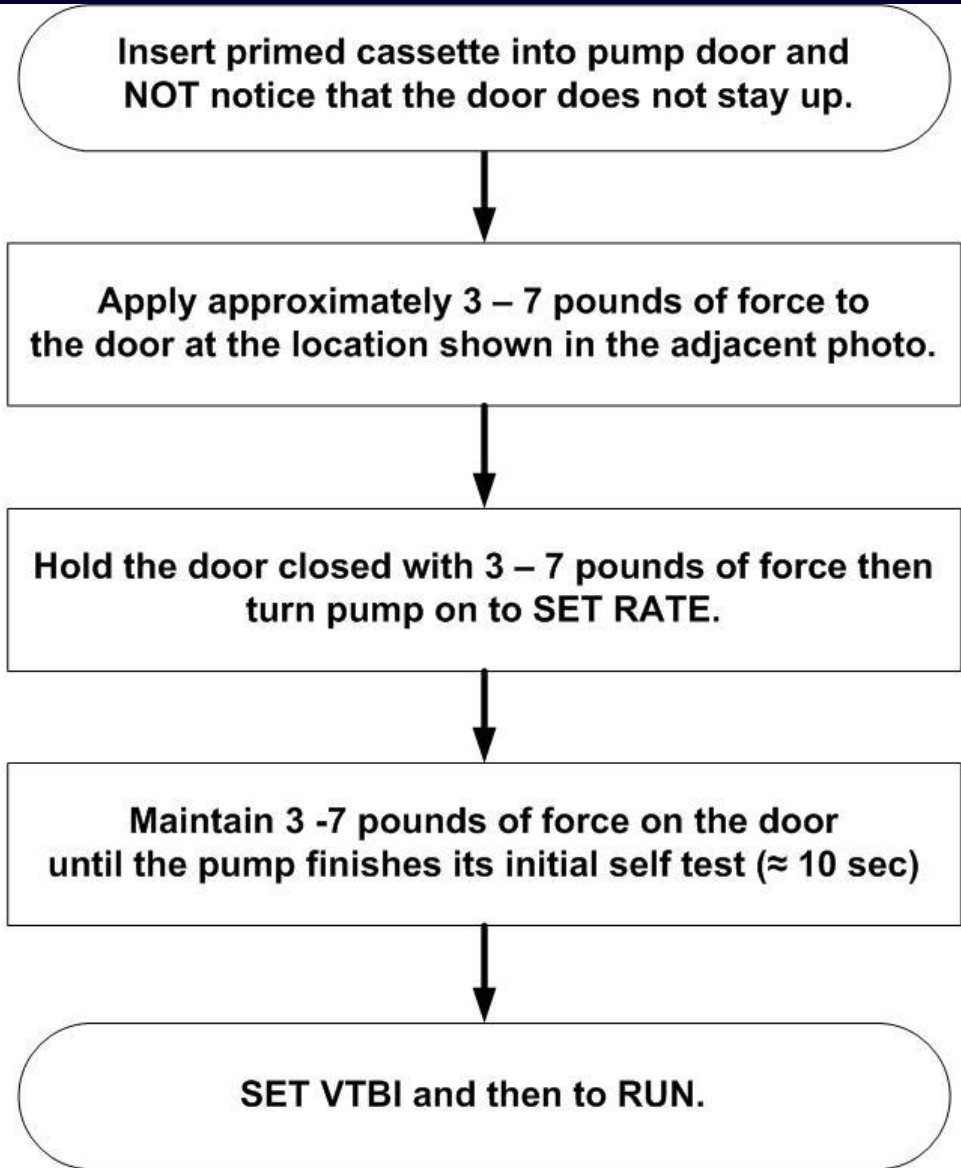 Insert primed cassette into pump door and
NOT notice that the door does not stay up.
Apply approximately 3 – 7 pounds of force to
the door at the location shown in the adjacent photo.
Hold the door closed with 3 – 7 pounds of force then
turn pump on to SET RATE.
Maintain 3 -7 pounds of force on the door
until the pump finishes its initial self test (≈ 10 sec)
SET VTBI and then to RUN.